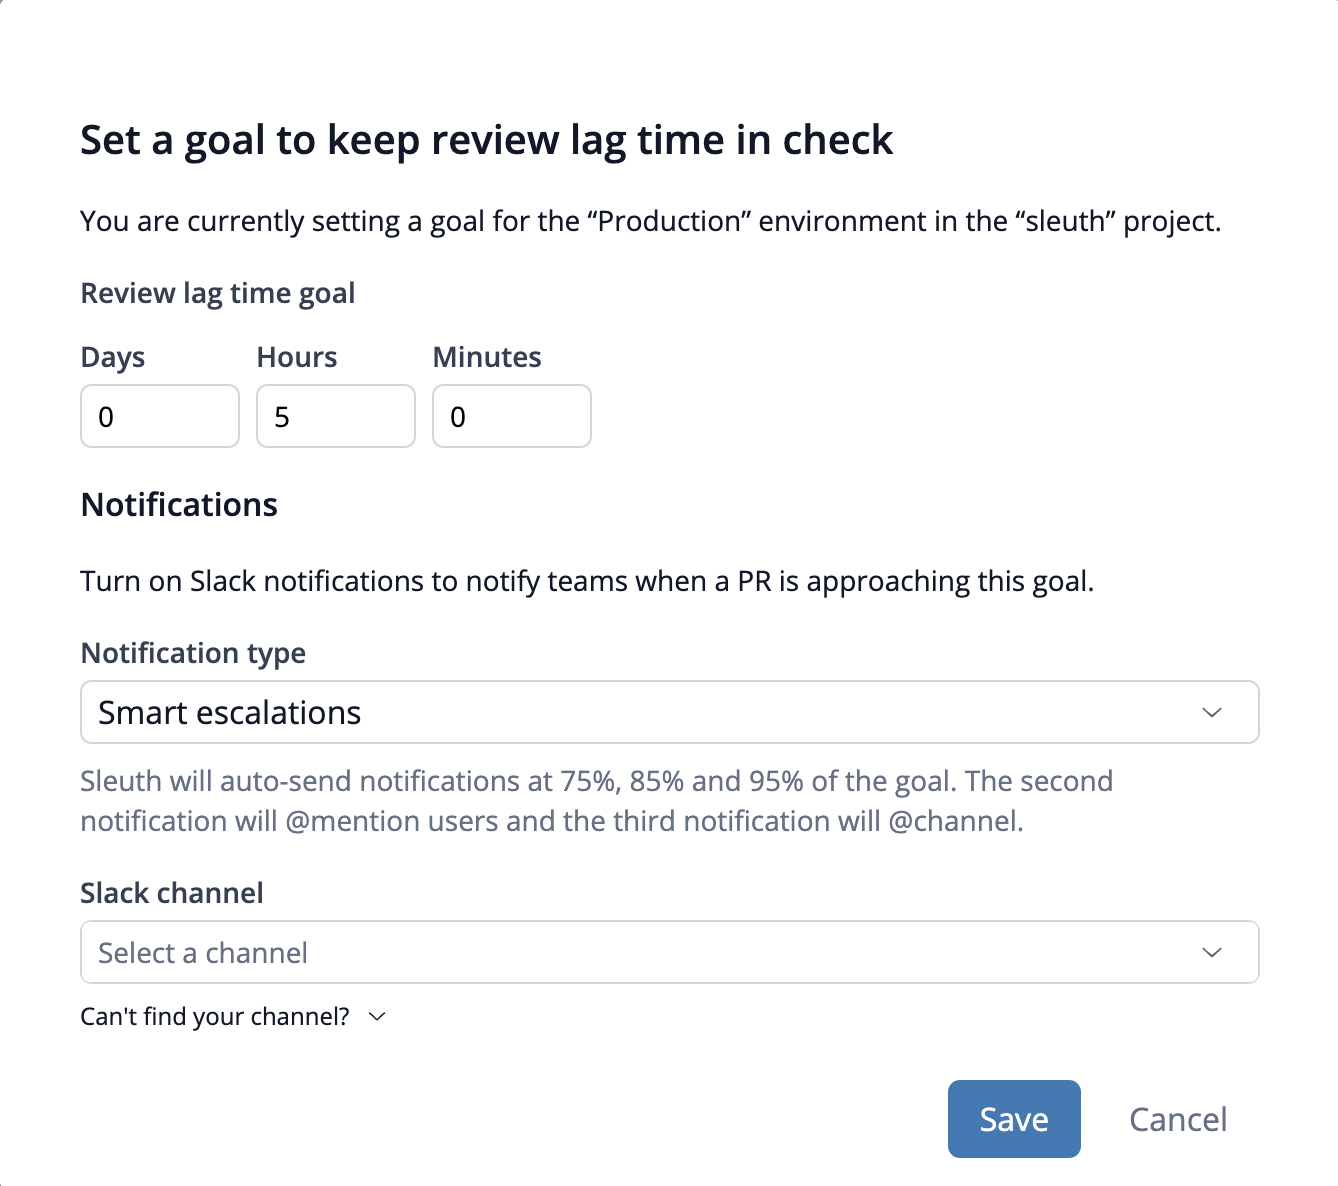 Set a goal to keep review lag time in check
You are currently setting a goal for the “Production” environment in the “sleuth” project.
Review lag time goal
Days Hours Minutes
0 5 0
Notifications
Turn on Slack notifications to notify teams when a PR is approaching this goal.
Notification type
Smart escalations
Sleuth will auto-send notifications at 75%, 85% and 95% of the goal. The second
notification will @mention users and the third notification will @channel.
Slack channel
Select a channel
Can't find your channel?
Save Cancel